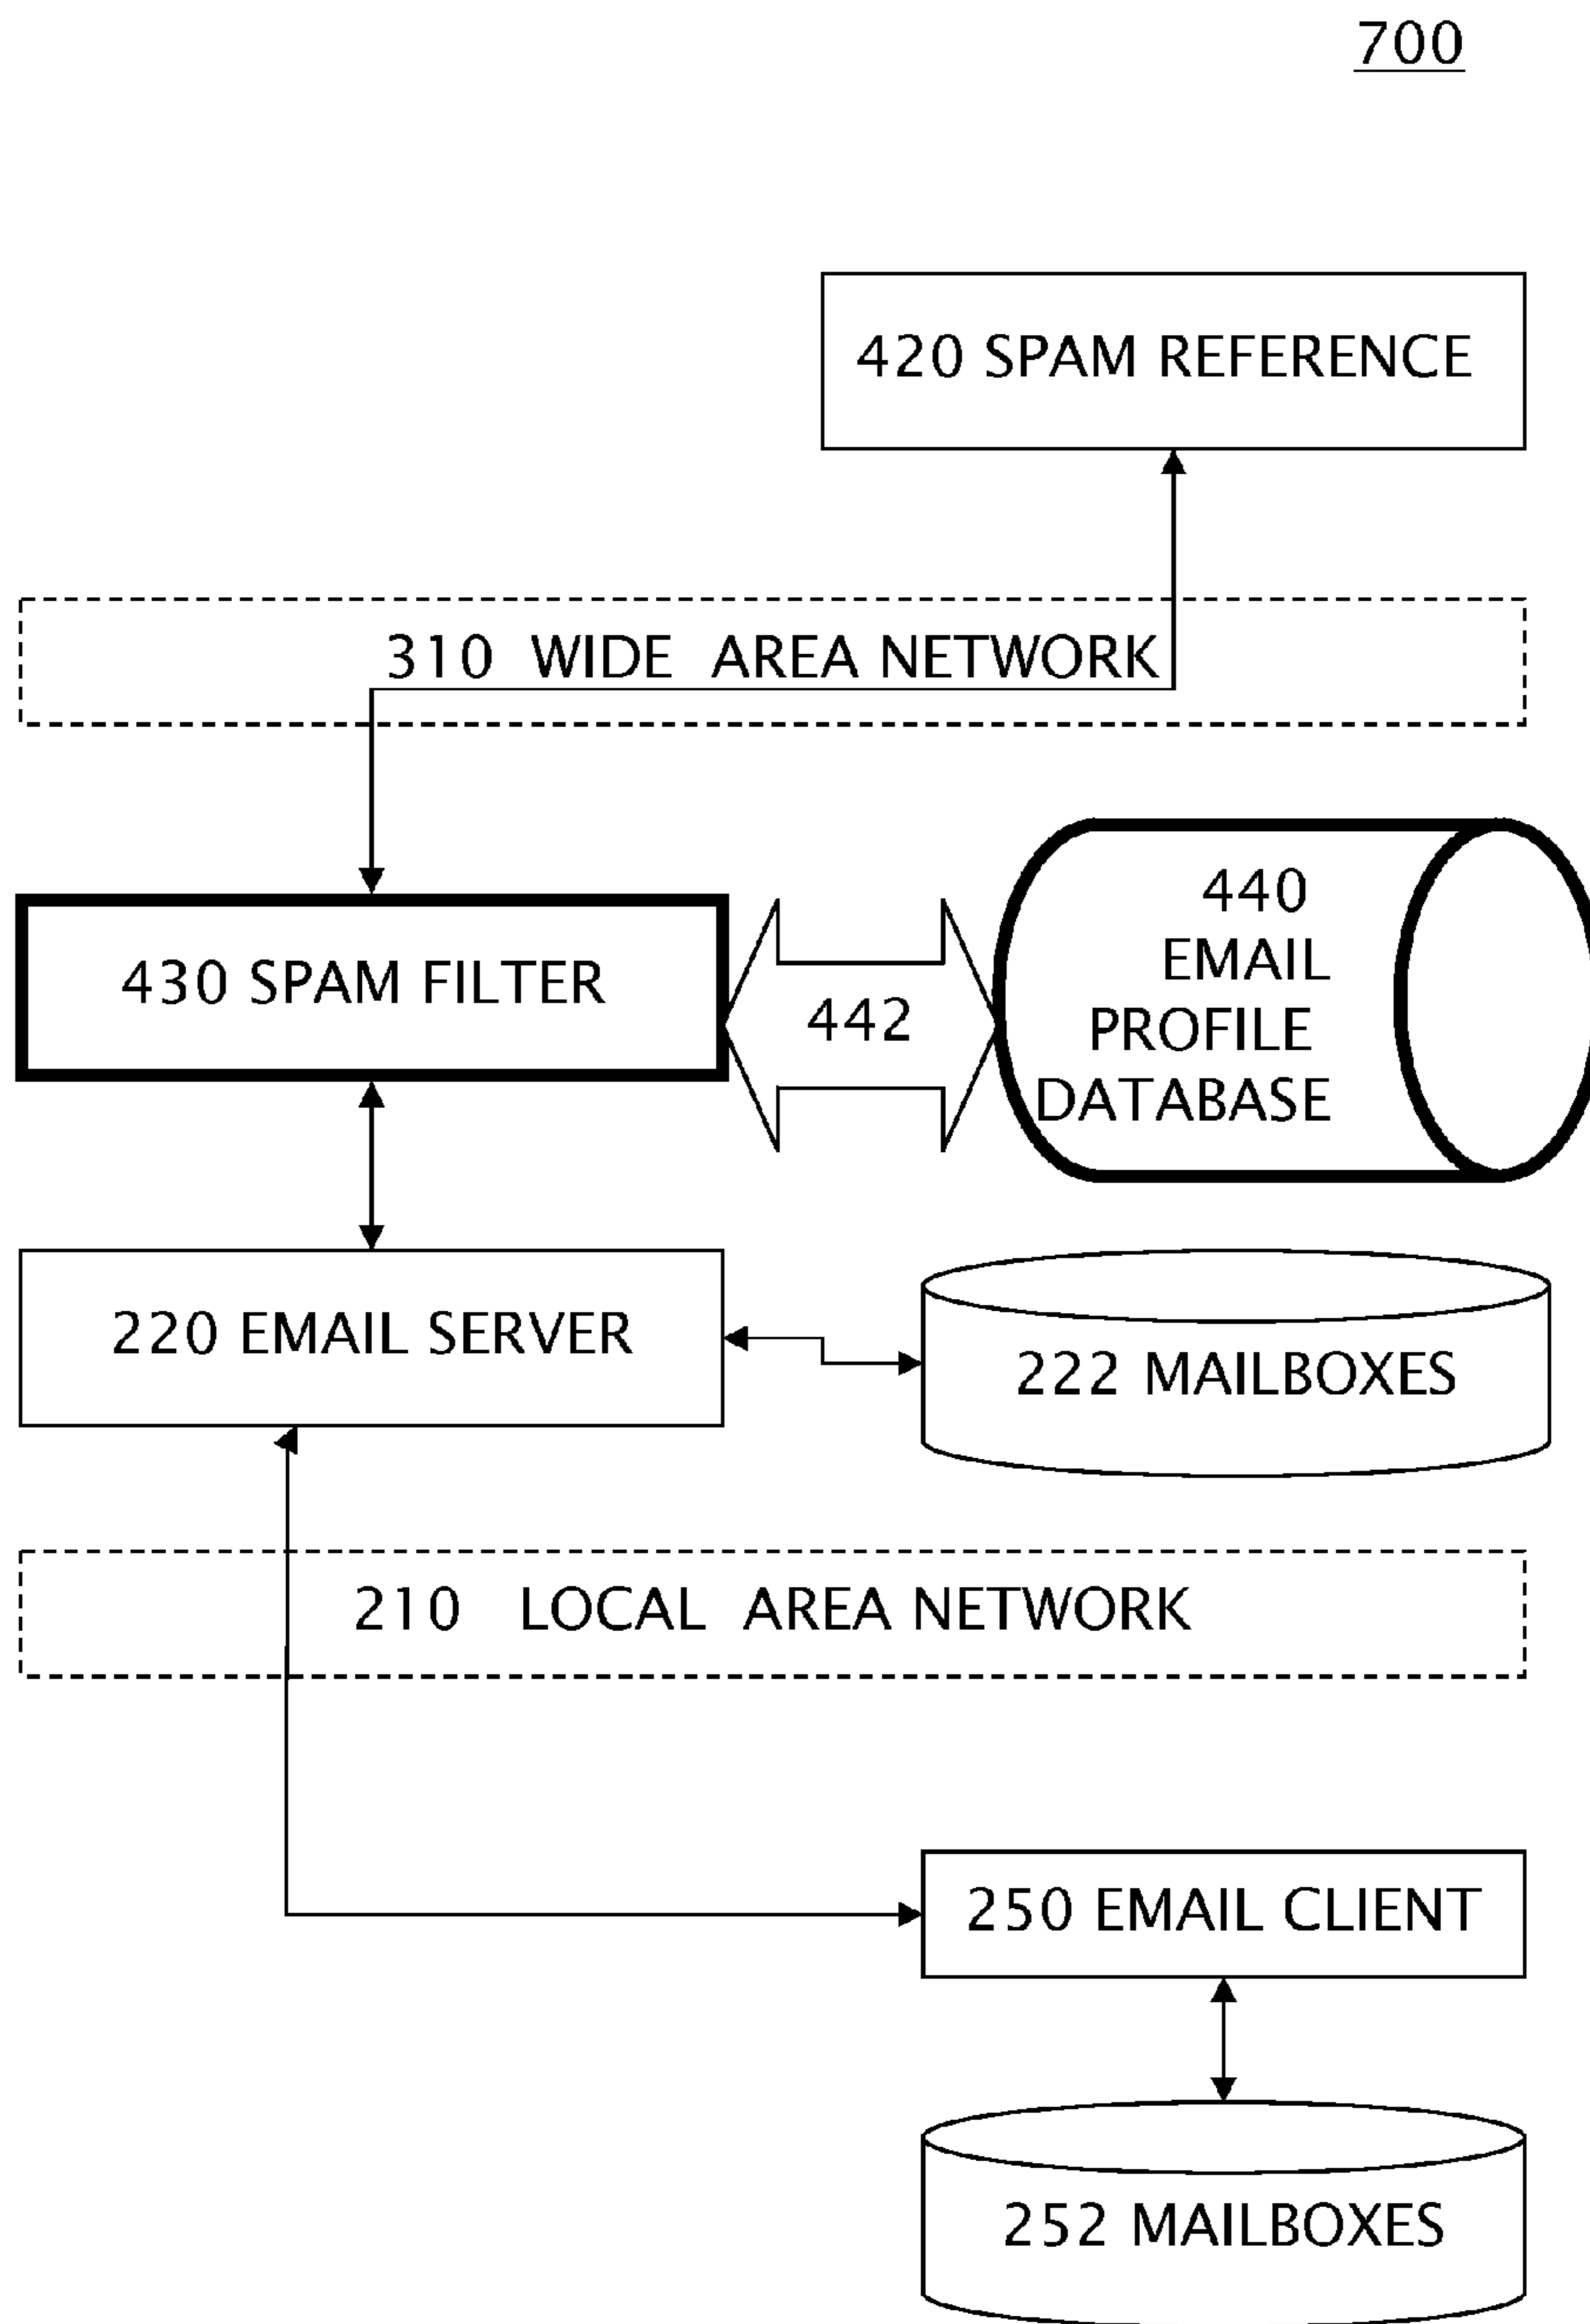 700
420 SPAM REFERENCE
310 WIDE AREA NETWORK
430 SPAM FILTER
442
440
EMAIL
PROFILE
DATABASE
220 EMAIL SERVER
222 MAILBOXES
210 LOCAL AREA NETWORK
250 EMAIL CLIENT
252 MAILBOXES